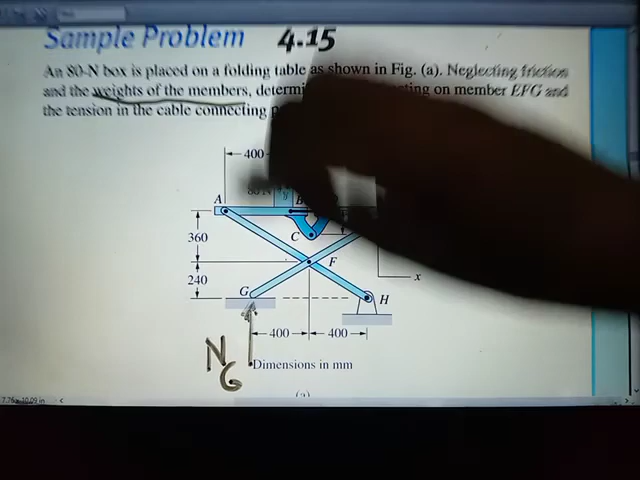 Sample Problem 4.15
An 80-N box is placed on a folding table as shown in Fig. (a). Neglecting friction
and the weights of the members, determi cting on member EFG and
the tension in the cable connecting
400
A
B
360
C
F
x
240
G
H
400 400
N G
Dimensions in mm
(a)